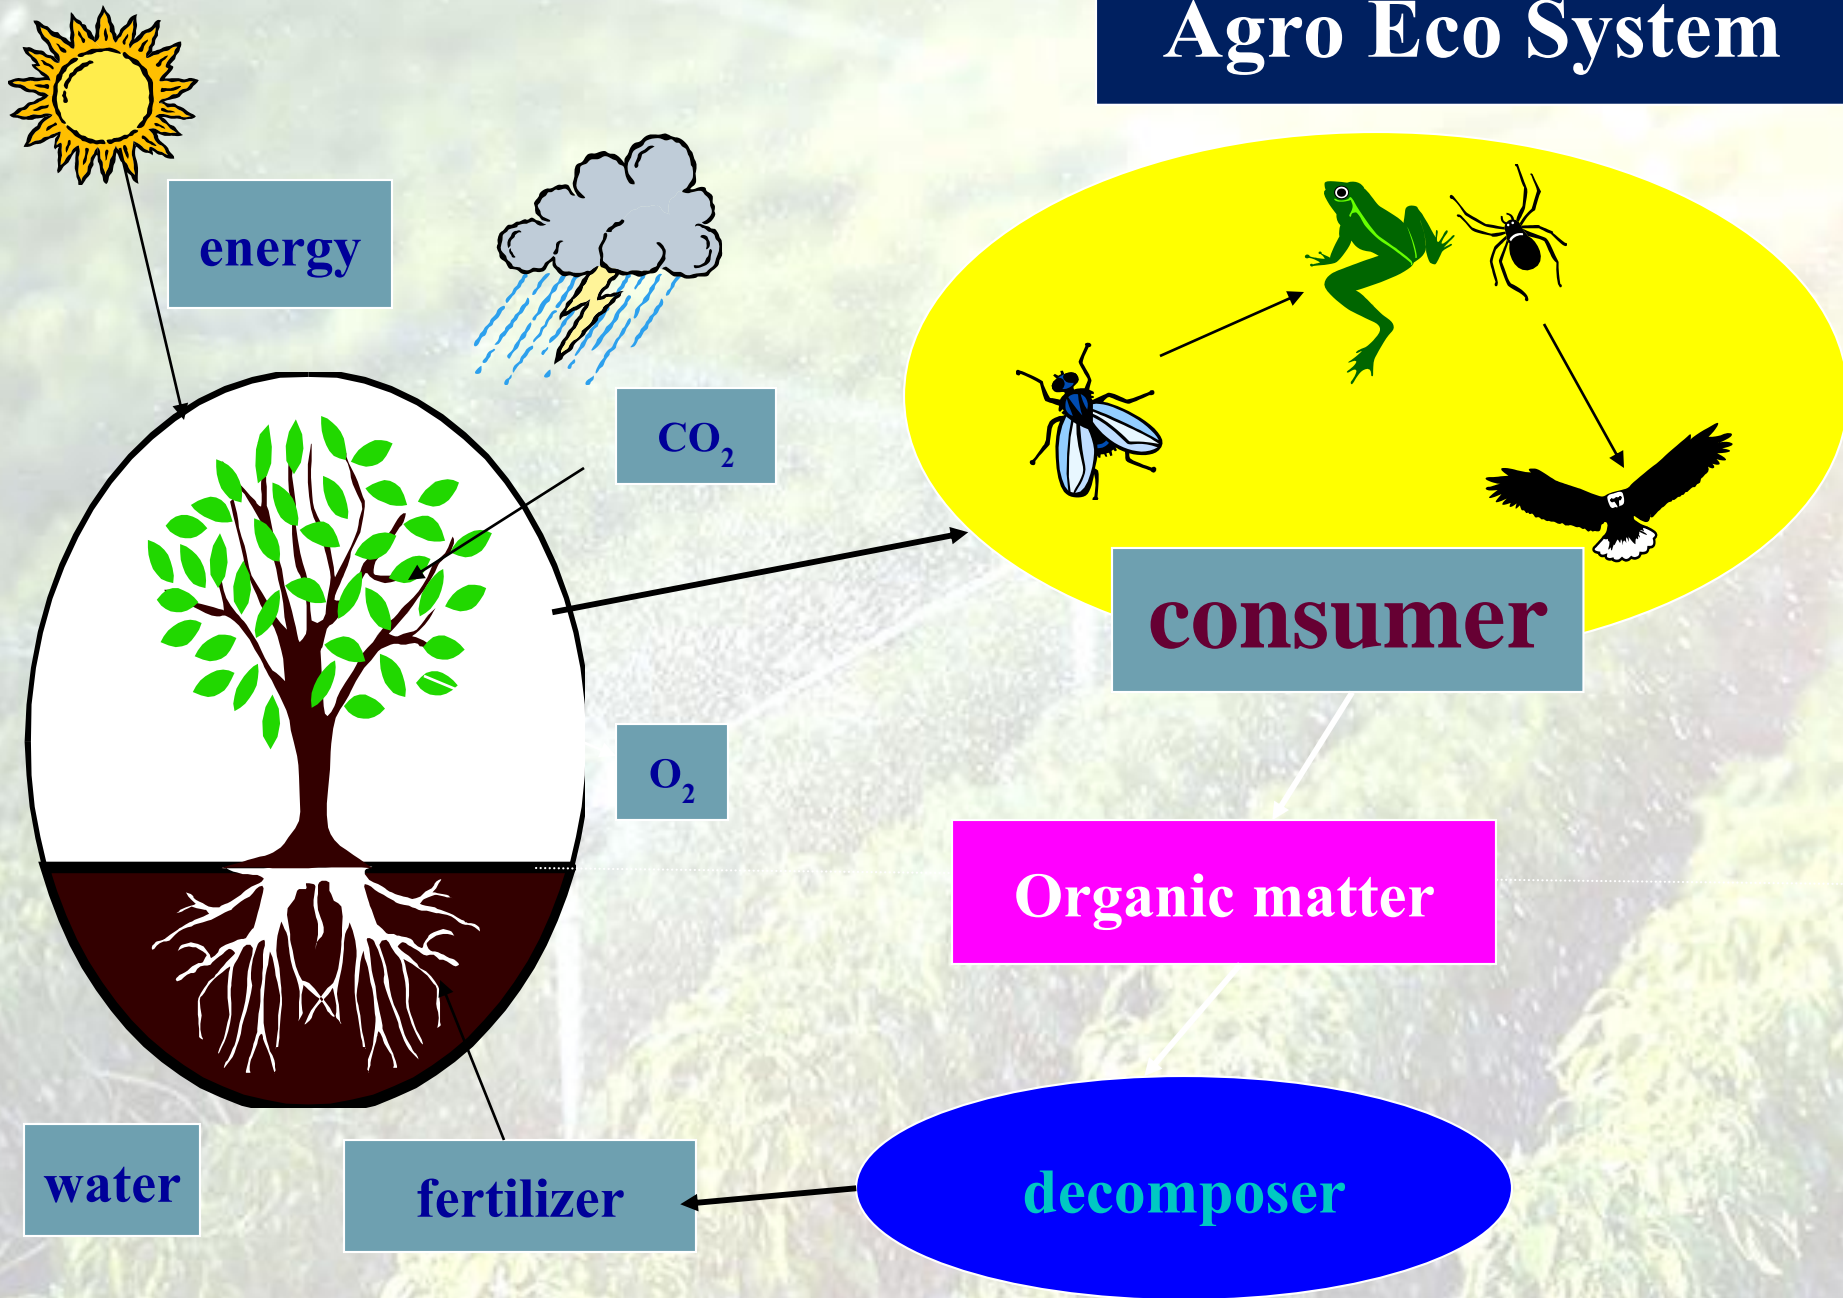 Agro Eco System
energy
CO₂
consumer
O₂
Organic matter
water
fertilizer
decomposer